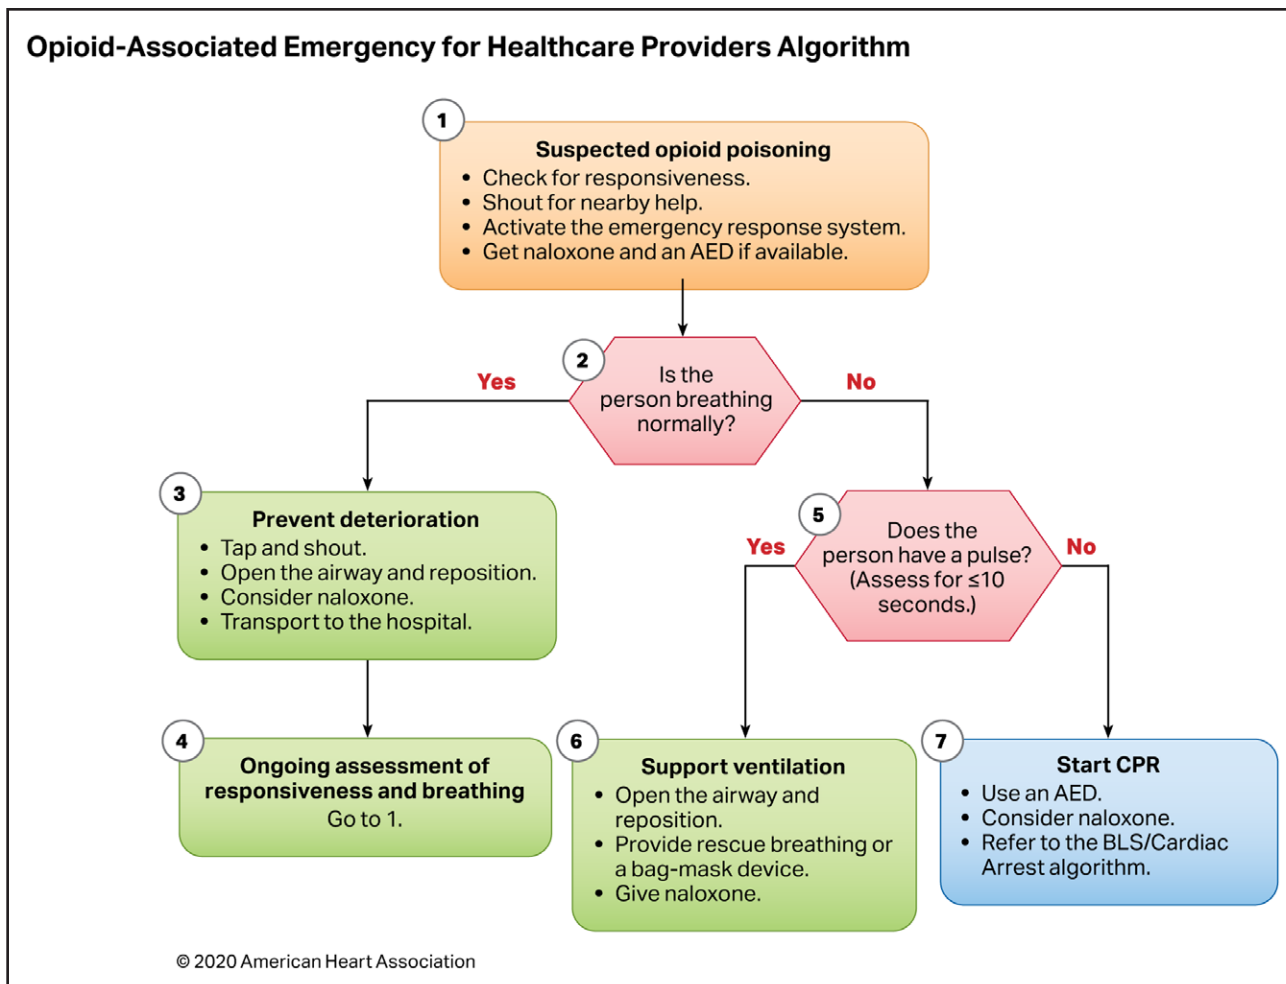 Opioid-Associated Emergency for Healthcare Providers Algorithm
1
Suspected opioid poisoning
• Check for responsiveness.
• Shout for nearby help.
• Activate the emergency response system.
• Get naloxone and an AED if available.
2
Is the
person breathing
normally?
Yes
No
3
Prevent deterioration
• Tap and shout.
• Open the airway and reposition.
• Consider naloxone.
• Transport to the hospital.
4
Ongoing assessment of
responsiveness and breathing
Go to 1.
5
Does the
person have a pulse?
(Assess for ≤10
seconds.)
Yes
No
6
Support ventilation
• Open the airway and
reposition.
• Provide rescue breathing or
a bag-mask device.
• Give naloxone.
7
Start CPR
• Use an AED.
• Consider naloxone.
• Refer to the BLS/Cardiac
Arrest algorithm.
© 2020 American Heart Association